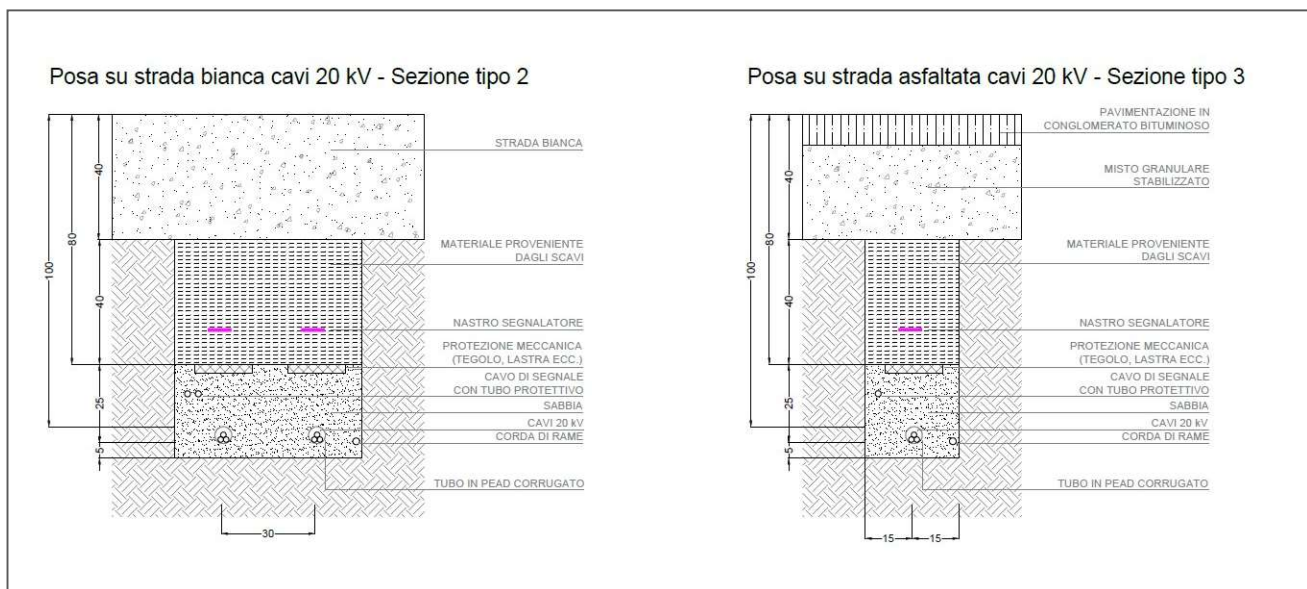 Posa su strada bianca cavi 20 kV - Sezione tipo 2
STRADA BIANCA
MATERIALE PROVENIENTE
DAGLI SCAVI
NASTRO SEGNALATORE
PROTEZIONE MECCANICA
(TEGOLO, LASTRA ECC.)
CAVO DI SEGNALE
CON TUBO PROTETTIVO
SABBIA
CAVI 20 kV
CORDA DI RAME
TUBO IN PEAD CORRUGATO
100
80
40
40
25
5
30
Posa su strada asfaltata cavi 20 kV - Sezione tipo 3
PAVIMENTAZIONE IN
CONGLOMERATO BITUMINOSO
MISTO GRANULARE
STABILIZZATO
MATERIALE PROVENIENTE
DAGLI SCAVI
NASTRO SEGNALATORE
PROTEZIONE MECCANICA
(TEGOLO, LASTRA ECC.)
CAVO DI SEGNALE
CON TUBO PROTETTIVO
SABBIA
CAVI 20 kV
CORDA DI RAME
TUBO IN PEAD CORRUGATO
100
80
40
40
25
5
15
15